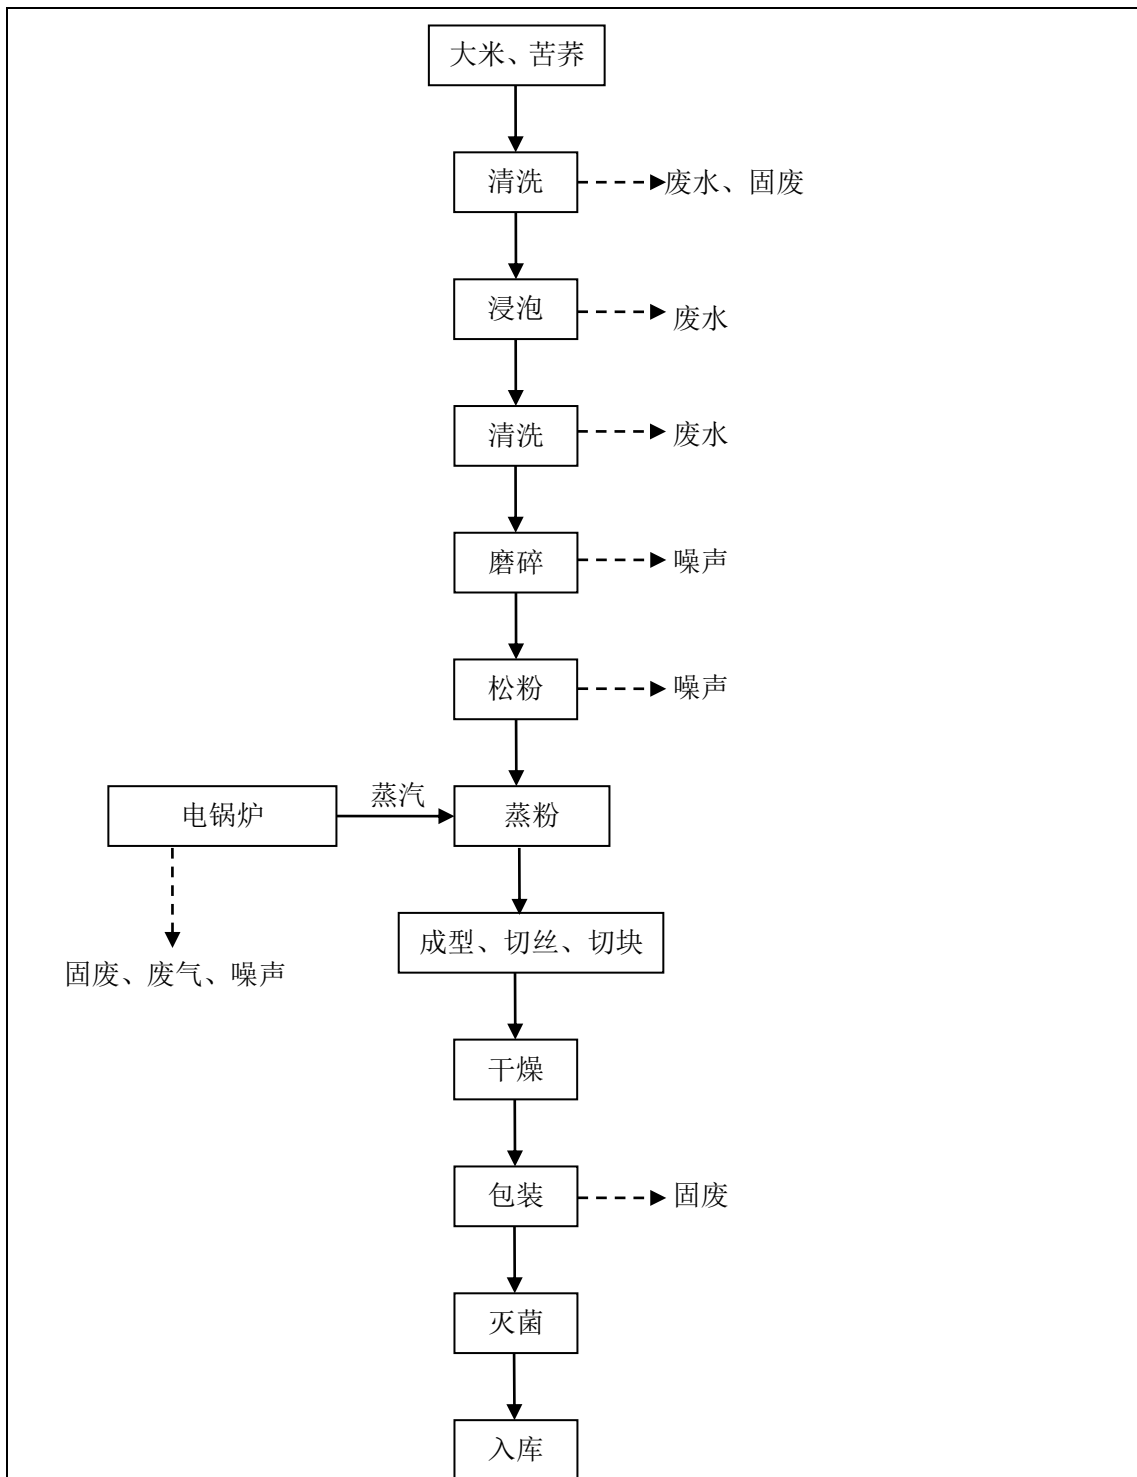 大米、苦荞
清洗
废水、固废
浸泡
废水
清洗
废水
磨碎
噪声
松粉
噪声
电锅炉
蒸汽
蒸粉
固废、废气、噪声
成型、切丝、切块
干燥
包装
固废
灭菌
入库